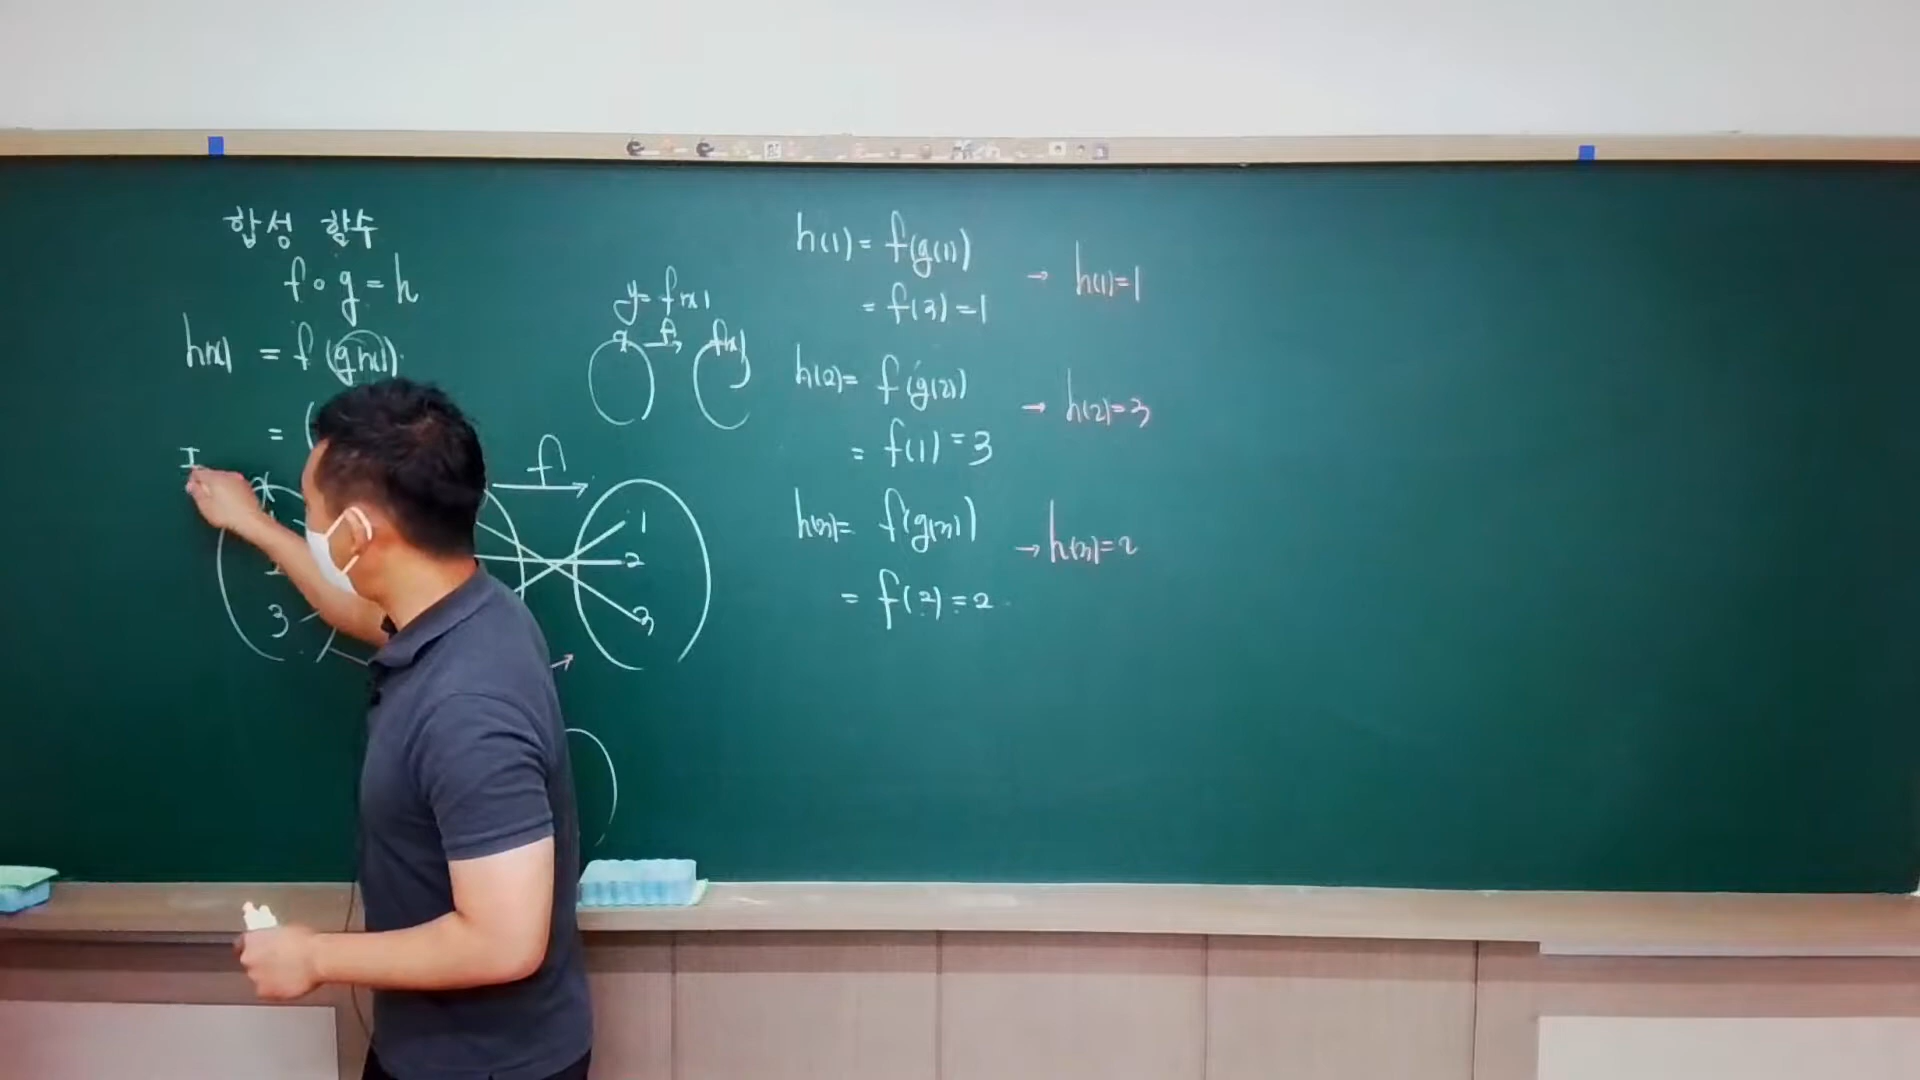 합성 함수
f∘g=h
h(x) = f(g(x))
=(
I
x
1
2
3
y=f(x)
x → f(x)
f
f
1
2
3
h(1)=f(g(1))
=f(3)=1
→ h(1)=1
h(2)=f(g(2))
=f(1)=3
→ h(2)=3
h(3)=f(g(3))
=f(2)=2
→ h(3)=2